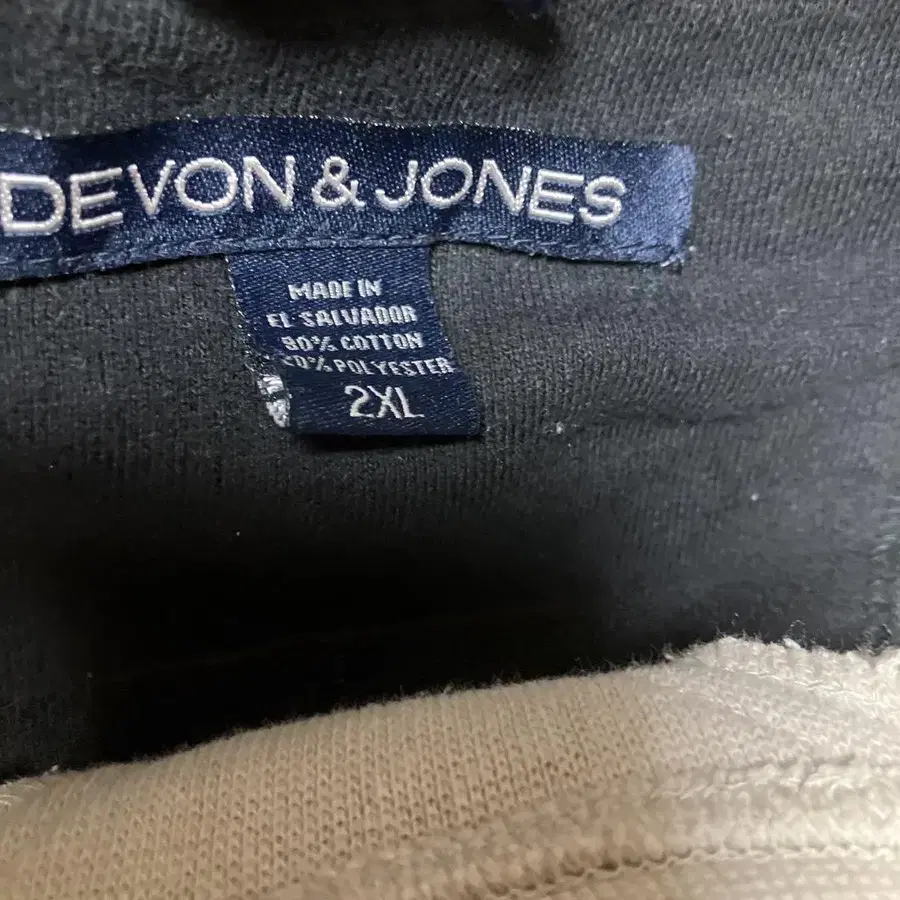 DEVON & JONES
MADE IN
EL SALVADOR
80% COTTON
20% POLYESTER
2XL